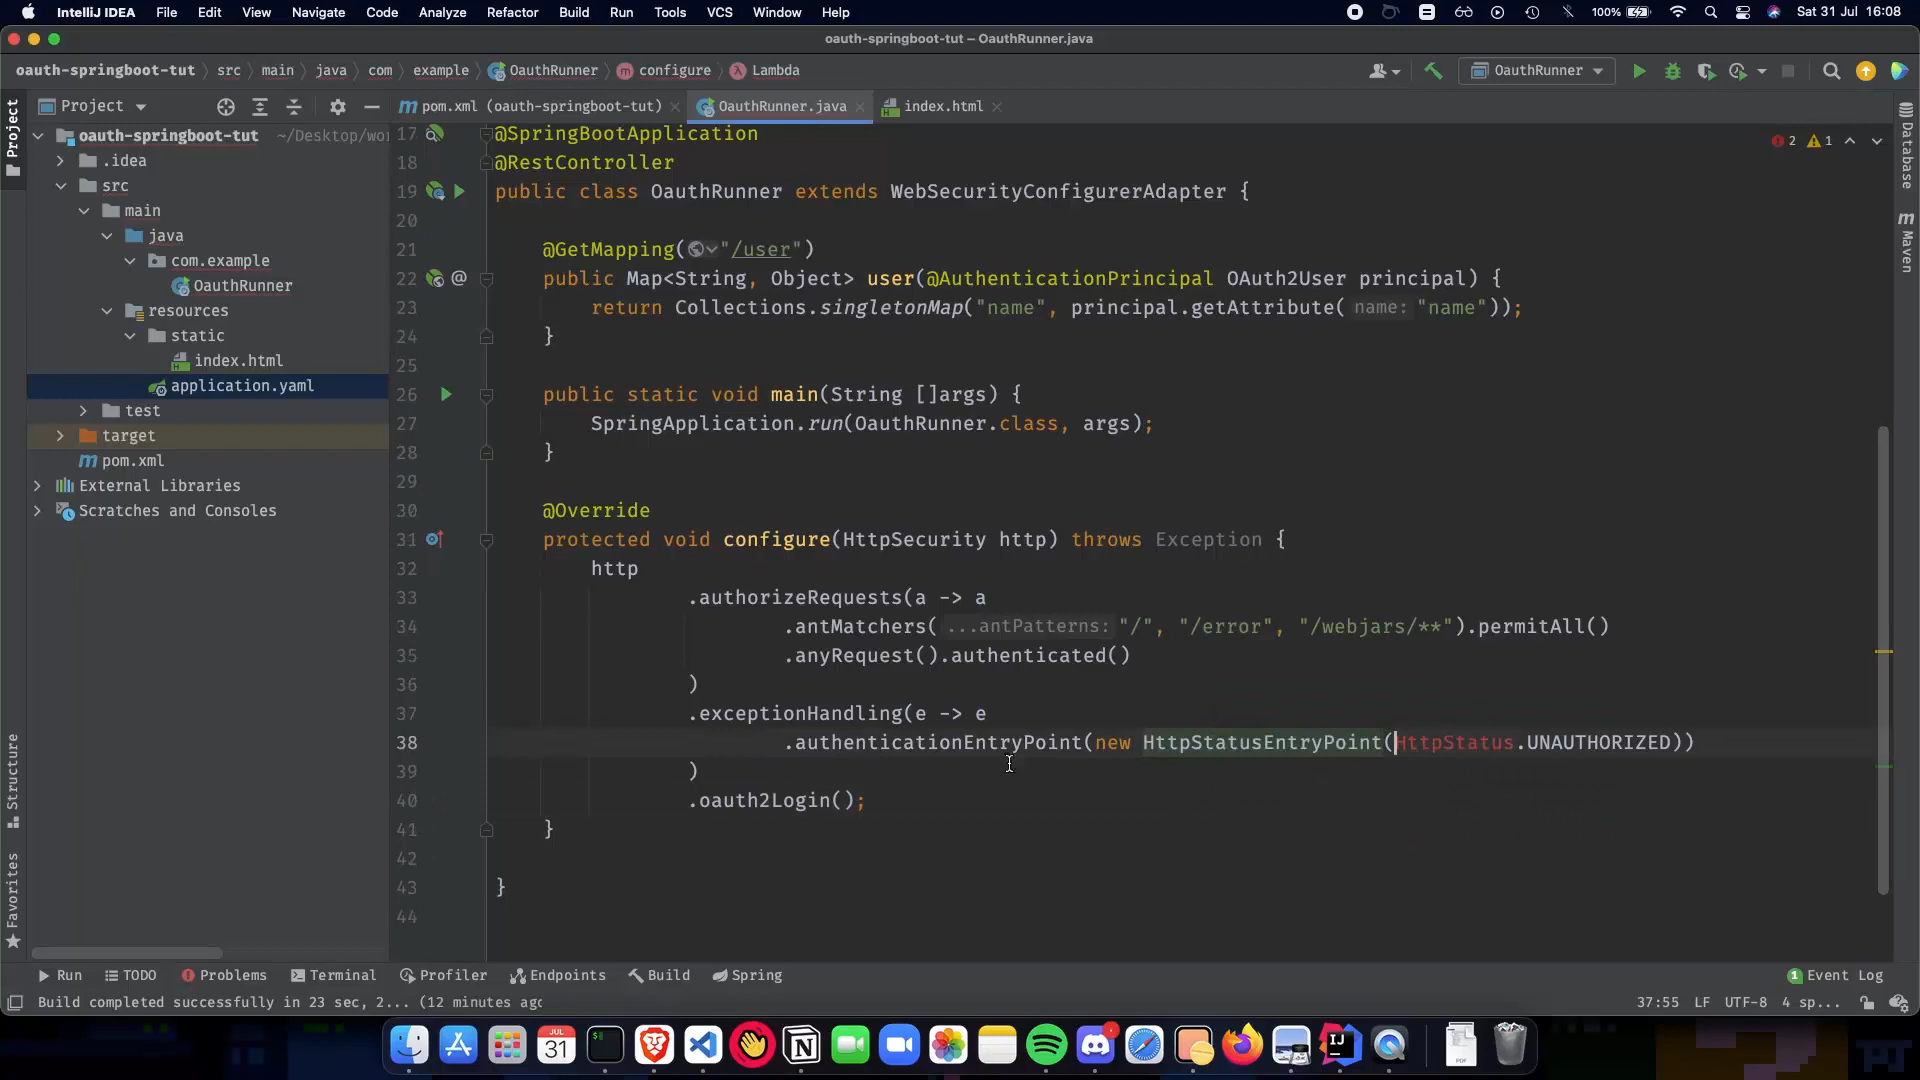 IntelliJ IDEA File Edit View Navigate Code Analyze Refactor Build Run Tools VCS Window Help 100% Sat 31 Jul 16:08
oauth-springboot-tut – OauthRunner.java
oauth-springboot-tut src main java com example OauthRunner configure Lambda OauthRunner
Project
Project
pom.xml (oauth-springboot-tut) OauthRunner.java index.html
oauth-springboot-tut ~/Desktop/wo
.idea
src
main
java
com.example
OauthRunner
resources
static
index.html
application.yaml
test
target
pom.xml
External Libraries
Scratches and Consoles
Structure
Favorites
2 1
17 @SpringBootApplication
18 @RestController
19 public class OauthRunner extends WebSecurityConfigurerAdapter {
20
21 @GetMapping("/user")
22 public Map<String, Object> user(@AuthenticationPrincipal OAuth2User principal) {
23 return Collections.singletonMap("name", principal.getAttribute( name: "name"));
24 }
25
26 public static void main(String []args) {
27 SpringApplication.run(OauthRunner.class, args);
28 }
29
30 @Override
31 protected void configure(HttpSecurity http) throws Exception {
32 http
33 .authorizeRequests(a -> a
34 .antMatchers( ...antPatterns: "/", "/error", "/webjars/**").permitAll()
35 .anyRequest().authenticated()
36 )
37 .exceptionHandling(e -> e
38 .authenticationEntryPoint(new HttpStatusEntryPoint(HttpStatus.UNAUTHORIZED))
39 )
40 .oauth2Login();
41 }
42
43 }
44
Database
Maven
Run TODO Problems Terminal Profiler Endpoints Build Spring 1 Event Log
Build completed successfully in 23 sec, 2... (12 minutes agc 37:55 LF UTF-8 4 sp...
JUL
31
IJ
PDF